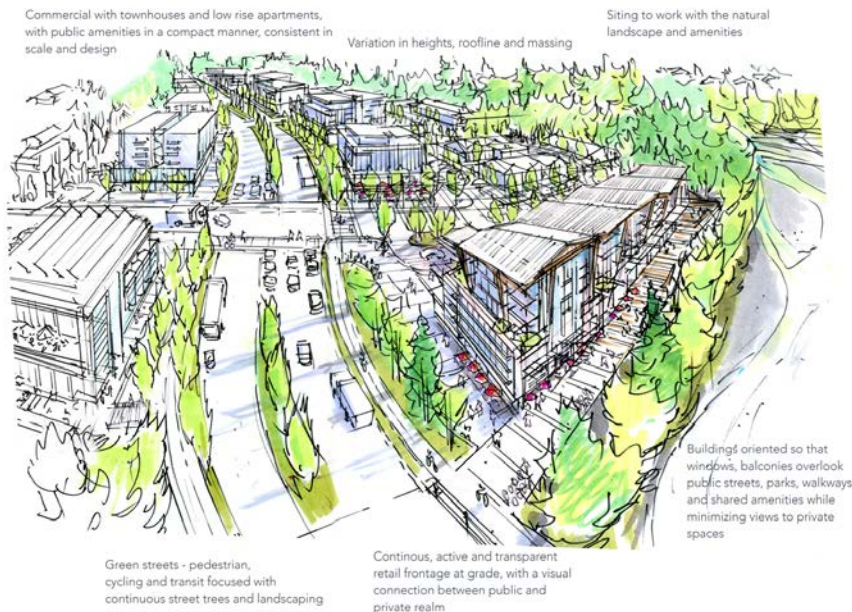 Commercial with townhouses and low rise apartments,
with public amenities in a compact manner, consistent in
scale and design
Variation in heights, roofline and massing
Siting to work with the natural
landscape and amenities
Buildings oriented so that
windows, balconies overlook
public streets, parks, walkways
and shared amenities while
minimizing views to private
spaces
Green streets - pedestrian,
cycling and transit focused with
continuous street trees and landscaping
Continous, active and transparent
retail frontage at grade, with a visual
connection between public and
private realm